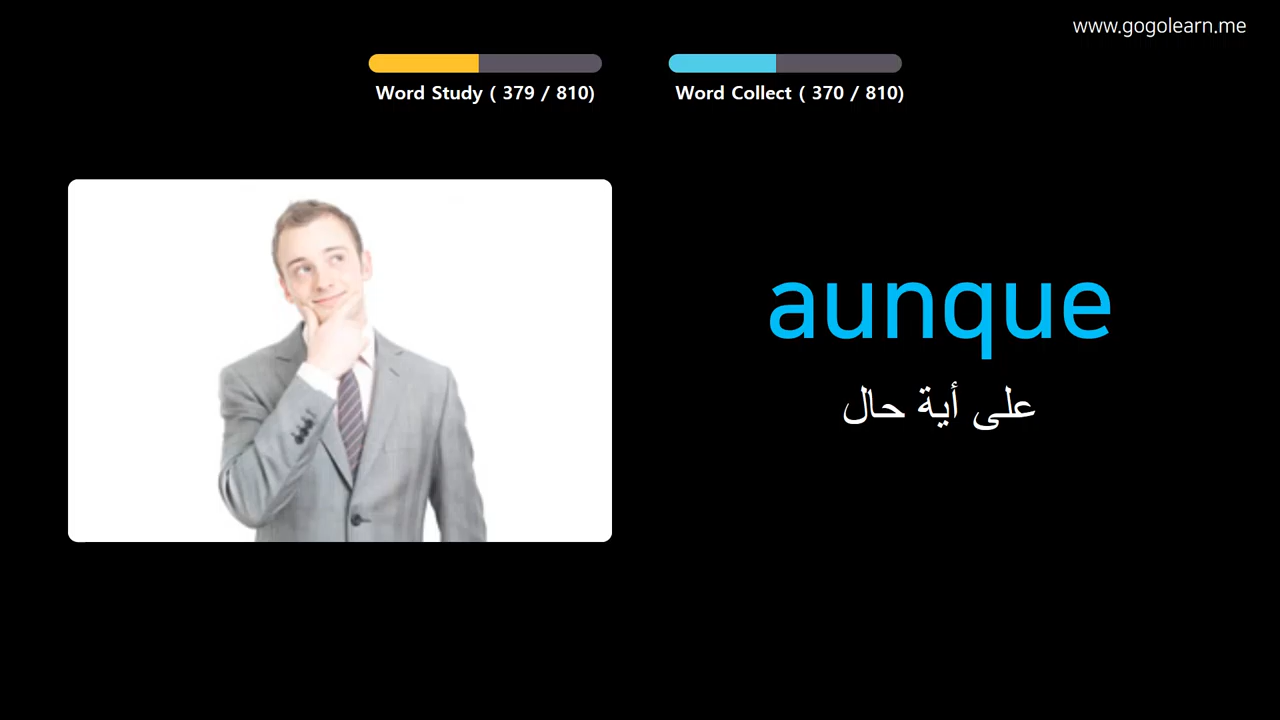 www.gogolearn.me
Word Study ( 379 / 810)
Word Collect ( 370 / 810)
aunque
على أية حال